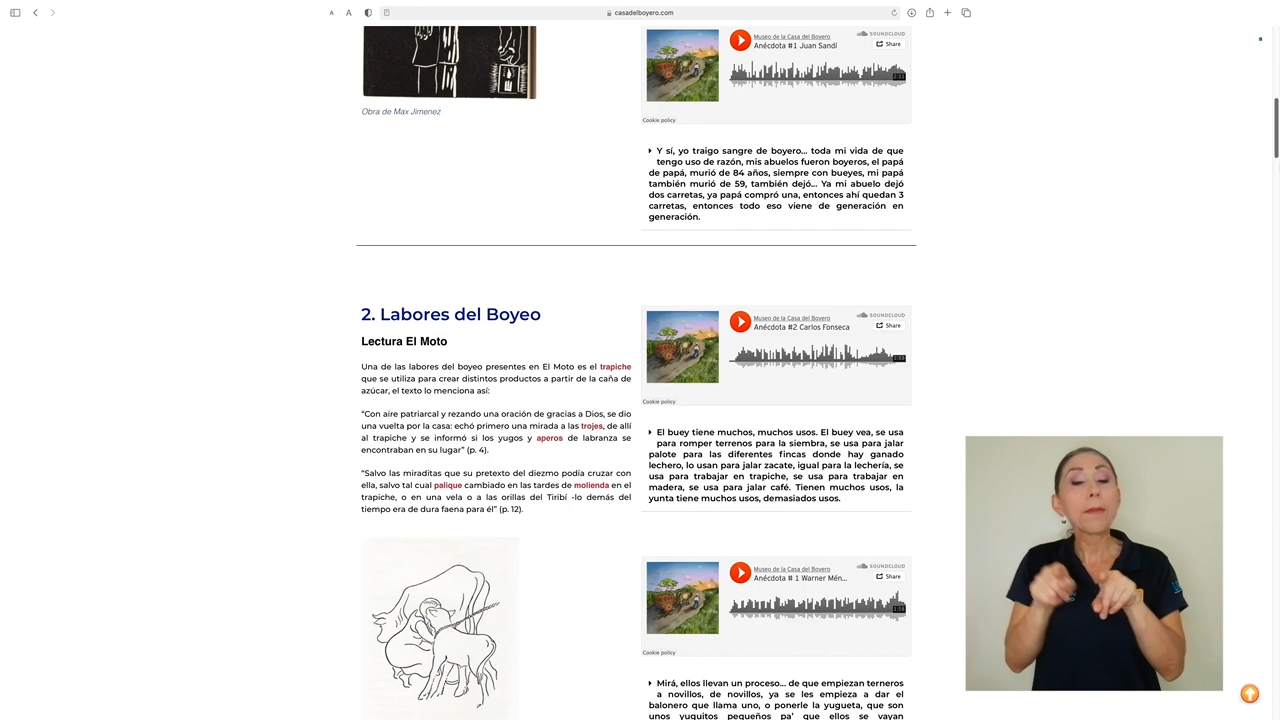 A A casadelboyero.com
Obra de Max Jimenez
Museo de la Casa del Boyero SOUNDCLOUD
Anécdota #1 Juan Sandí Share
2:31
Cookie policy
Y sí, yo traigo sangre de boyero... toda mi vida de que
tengo uso de razón, mis abuelos fueron boyeros, el papá
de papá, murió de 84 años, siempre con bueyes, mi papá
también murió de 59, también dejó... Ya mi abuelo dejó
dos carretas, ya papá compró una, entonces ahí quedan 3
carretas, entonces todo eso viene de generación en
generación.
2. Labores del Boyeo
Lectura El Moto
Una de las labores del boyeo presentes en El Moto es el trapiche
que se utiliza para crear distintos productos a partir de la caña de
azúcar, el texto lo menciona así:
“Con aire patriarcal y rezando una oración de gracias a Dios, se dio
una vuelta por la casa: echó primero una mirada a las trojes, de allí
al trapiche y se informó si los yugos y aperos de labranza se
encontraban en su lugar” (p. 4).
“Salvo las miraditas que su pretexto del diezmo podía cruzar con
ella, salvo tal cual palique cambiado en las tardes de molienda en el
trapiche, o en una vela o a las orillas del Tiribí -lo demás del
tiempo era de dura faena para él” (p. 12).
Museo de la Casa del Boyero SOUNDCLOUD
Anécdota #2 Carlos Fonseca Share
Cookie policy
El buey tiene muchos, muchos usos. El buey vea, se usa
para romper terrenos para la siembra, se usa para jalar
palote para las diferentes fincas donde hay ganado
lechero, lo usan para jalar zacate, igual para la lechería, se
usa para trabajar en trapiche, se usa para trabajar en
madera, se usa para jalar café. Tienen muchos usos, la
yunta tiene muchos usos, demasiados usos.
Museo de la Casa del Boyero SOUNDCLOUD
Anécdota # 1 Warner Mén... Share
Cookie policy
Mirá, ellos llevan un proceso... de que empiezan terneros
a novillos, de novillos, ya se les empieza a dar el
balonero que llama uno, o ponerle la yugueta, que son
unos yuguitos pequeños pa’ que ellos se vayan